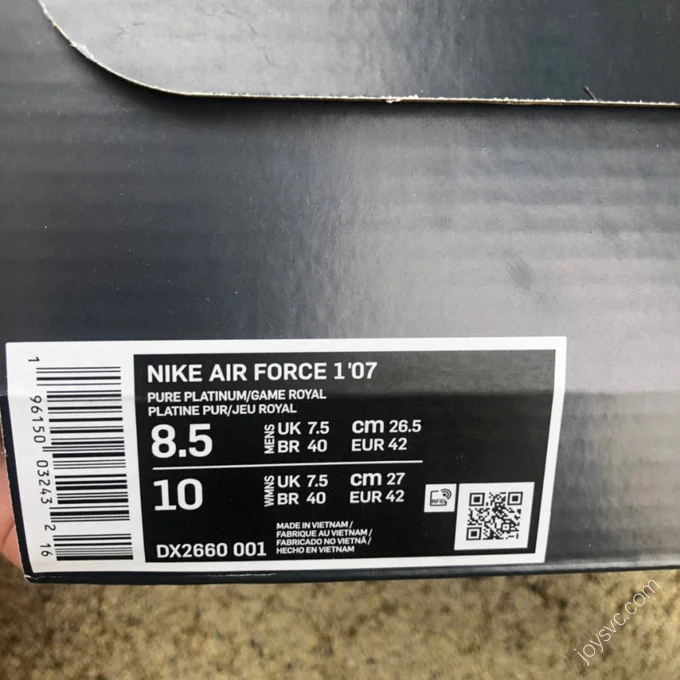 NIKE AIR FORCE 1 '07
PURE PLATINUM/GAME ROYAL
PLATINE PUR/JEU ROYAL
8.5 MENS UK 7.5 cm 26.5
BR 40 EUR 42
10 WMNS UK 7.5 cm 27
BR 40 EUR 42
RFID
DX2660 001
MADE IN VIETNAM /
FABRIQUE AU VIETNAM /
FABRICADO NO VIETNÃ /
HECHO EN VIETNAM
1 96150 03243 2 16
joysvc.com